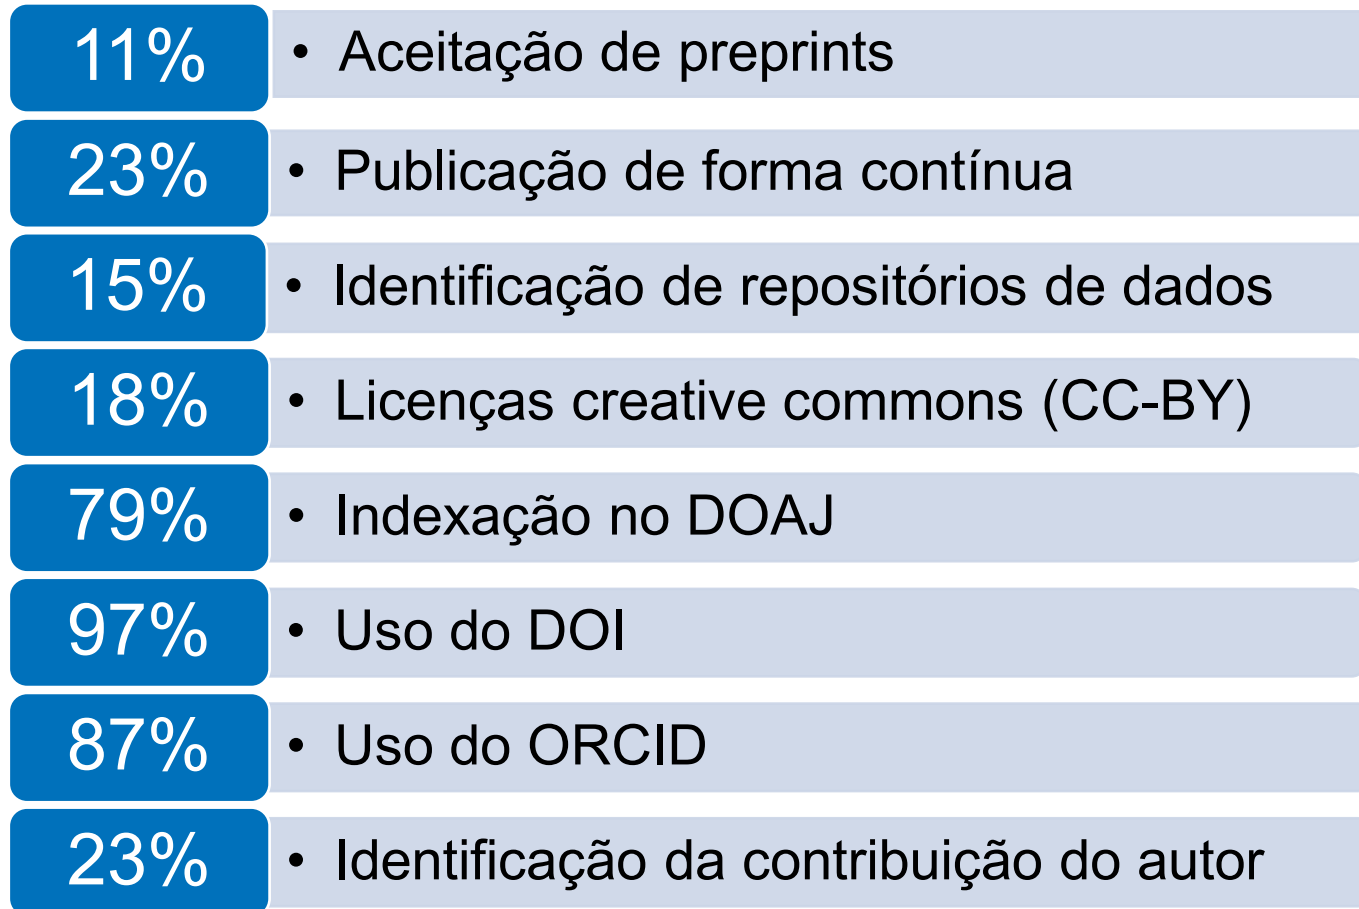 11% • Aceitação de preprints
23% • Publicação de forma contínua
15% • Identificação de repositórios de dados
18% • Licenças creative commons (CC-BY)
79% • Indexação no DOAJ
97% • Uso do DOI
87% • Uso do ORCID
23% • Identificação da contribuição do autor